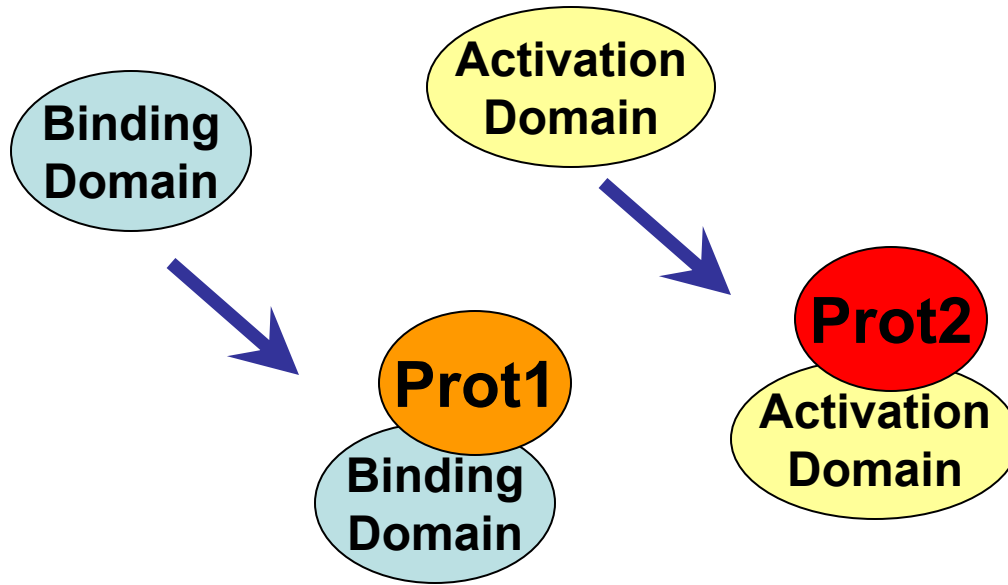 Binding
Domain
Activation
Domain
Prot1
Binding
Domain
Prot2
Activation
Domain